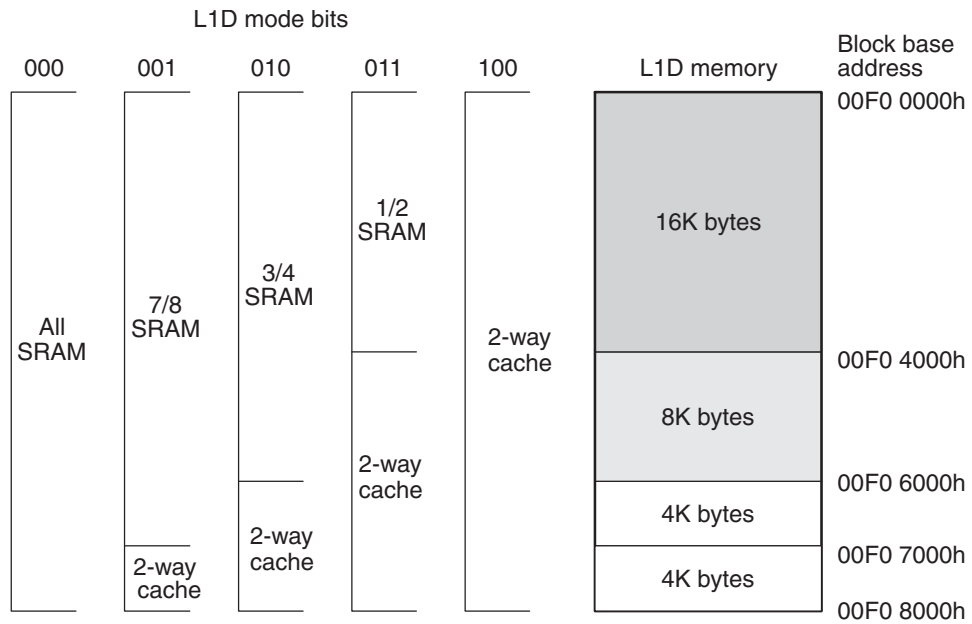 L1D mode bits
000 001 010 011 100 L1D memory Block base
address
00F0 0000h
1/2
SRAM
16K bytes
3/4
SRAM
7/8
SRAM
All
SRAM
2-way
cache
00F0 4000h
8K bytes
2-way
cache
00F0 6000h
4K bytes
2-way
cache
00F0 7000h
2-way
cache
4K bytes
00F0 8000h